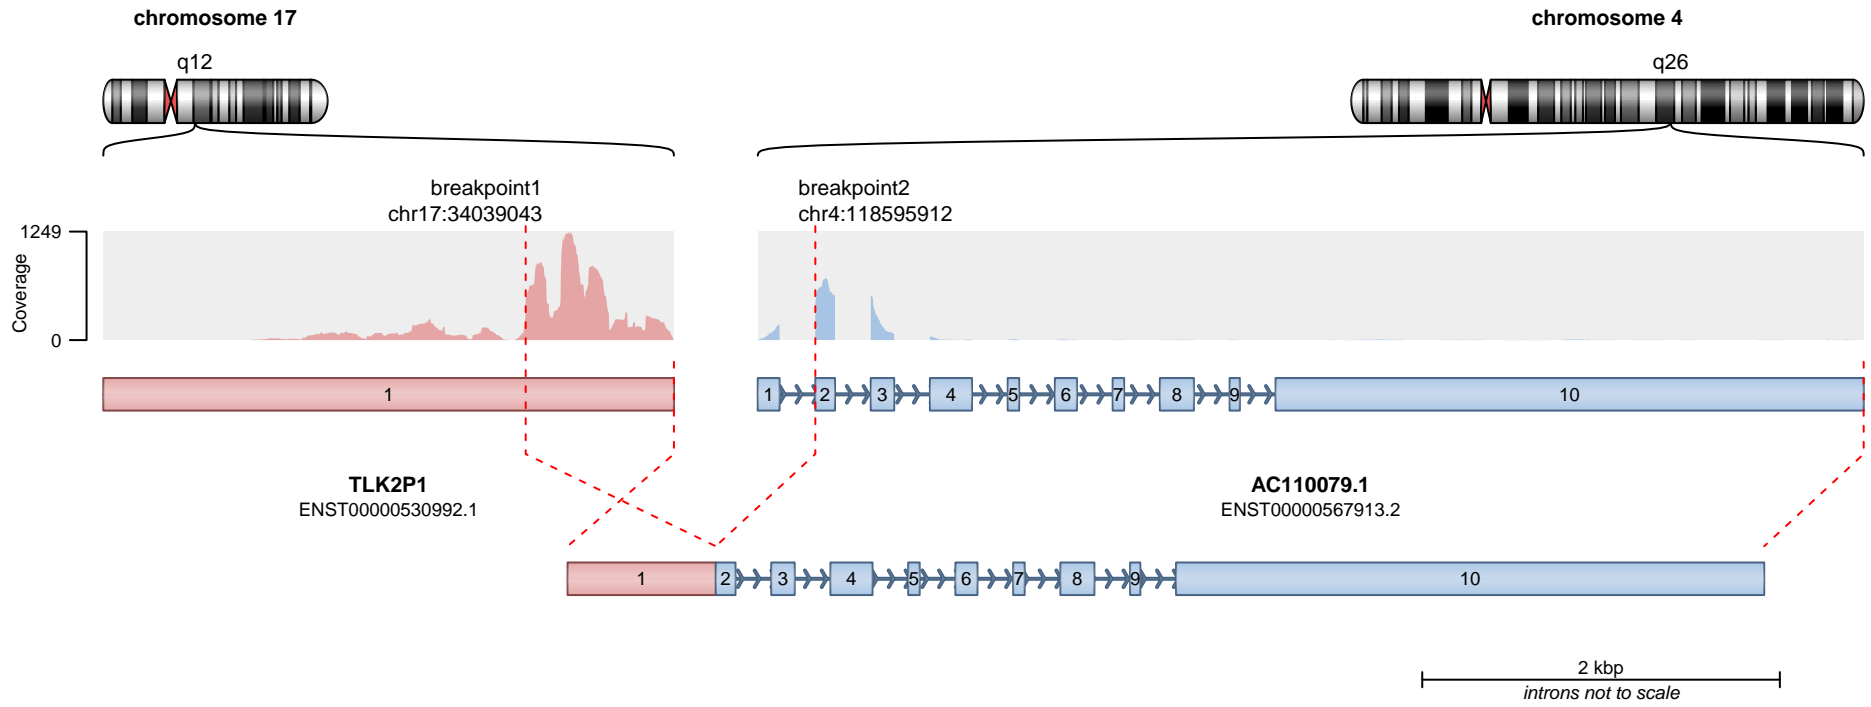 chromosome 17
chromosome 4
q12
q26
breakpoint1
chr17:34039043
breakpoint2
chr4:118595912
1249
Coverage
0
1
1 2 3 4 5 6 7 8 9 10
TLK2P1
ENST00000530992.1
AC110079.1
ENST00000567913.2
1 2 3 4 5 6 7 8 9 10
2 kbp
introns not to scale